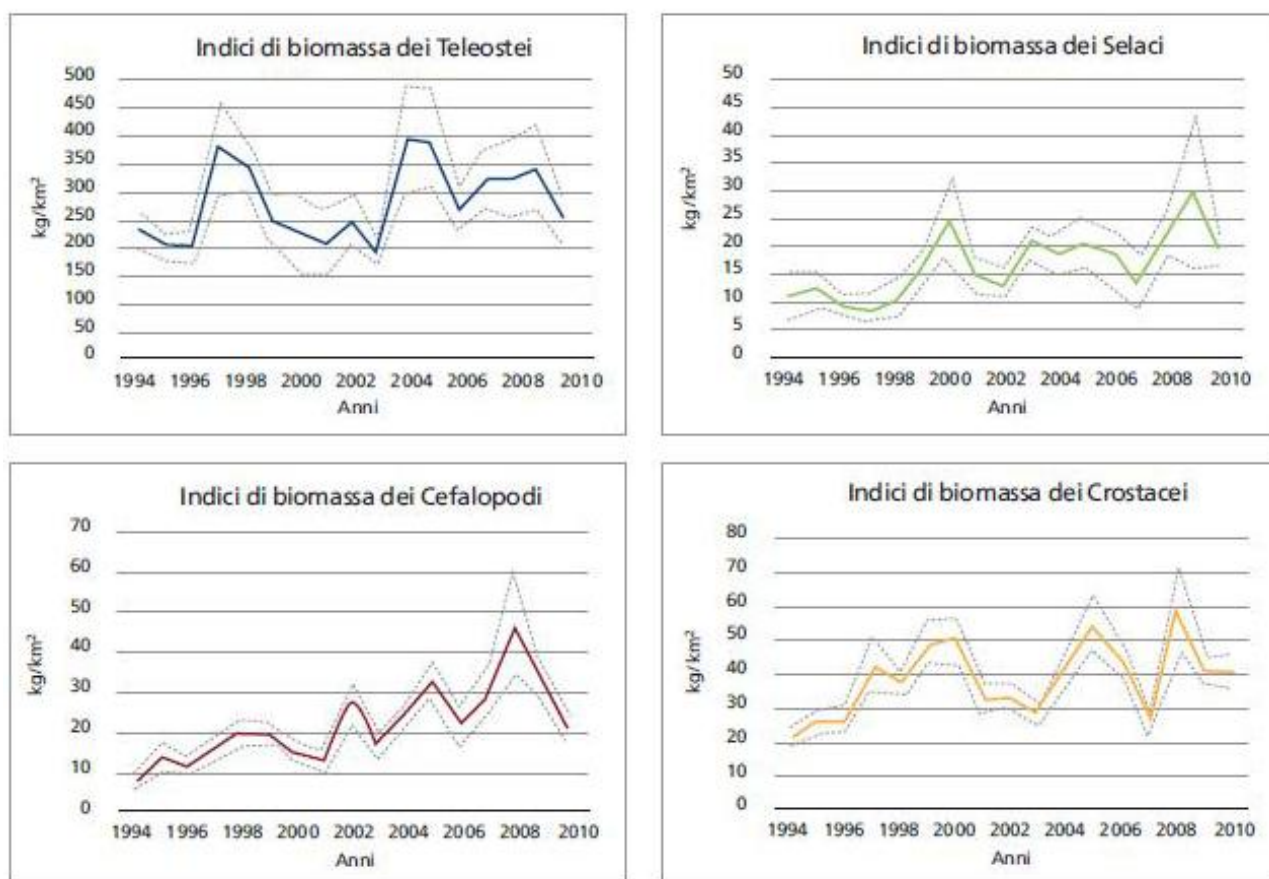 Indici di biomassa dei Teleostei
500
450
400
350
300
250
200
150
100
50
0
kg/km²
1994 1996 1998 2000 2002 2004 2006 2008 2010
Anni
Indici di biomassa dei Selaci
50
45
40
35
30
25
20
15
10
5
0
kg/km²
1994 1996 1998 2000 2002 2004 2006 2008 2010
Anni
Indici di biomassa dei Cefalopodi
70
60
50
40
30
20
10
0
kg/km²
1994 1996 1998 2000 2002 2004 2006 2008 2010
Anni
Indici di biomassa dei Crostacei
80
70
60
50
40
30
20
10
0
kg/km²
1994 1996 1998 2000 2002 2004 2006 2008 2010
Anni